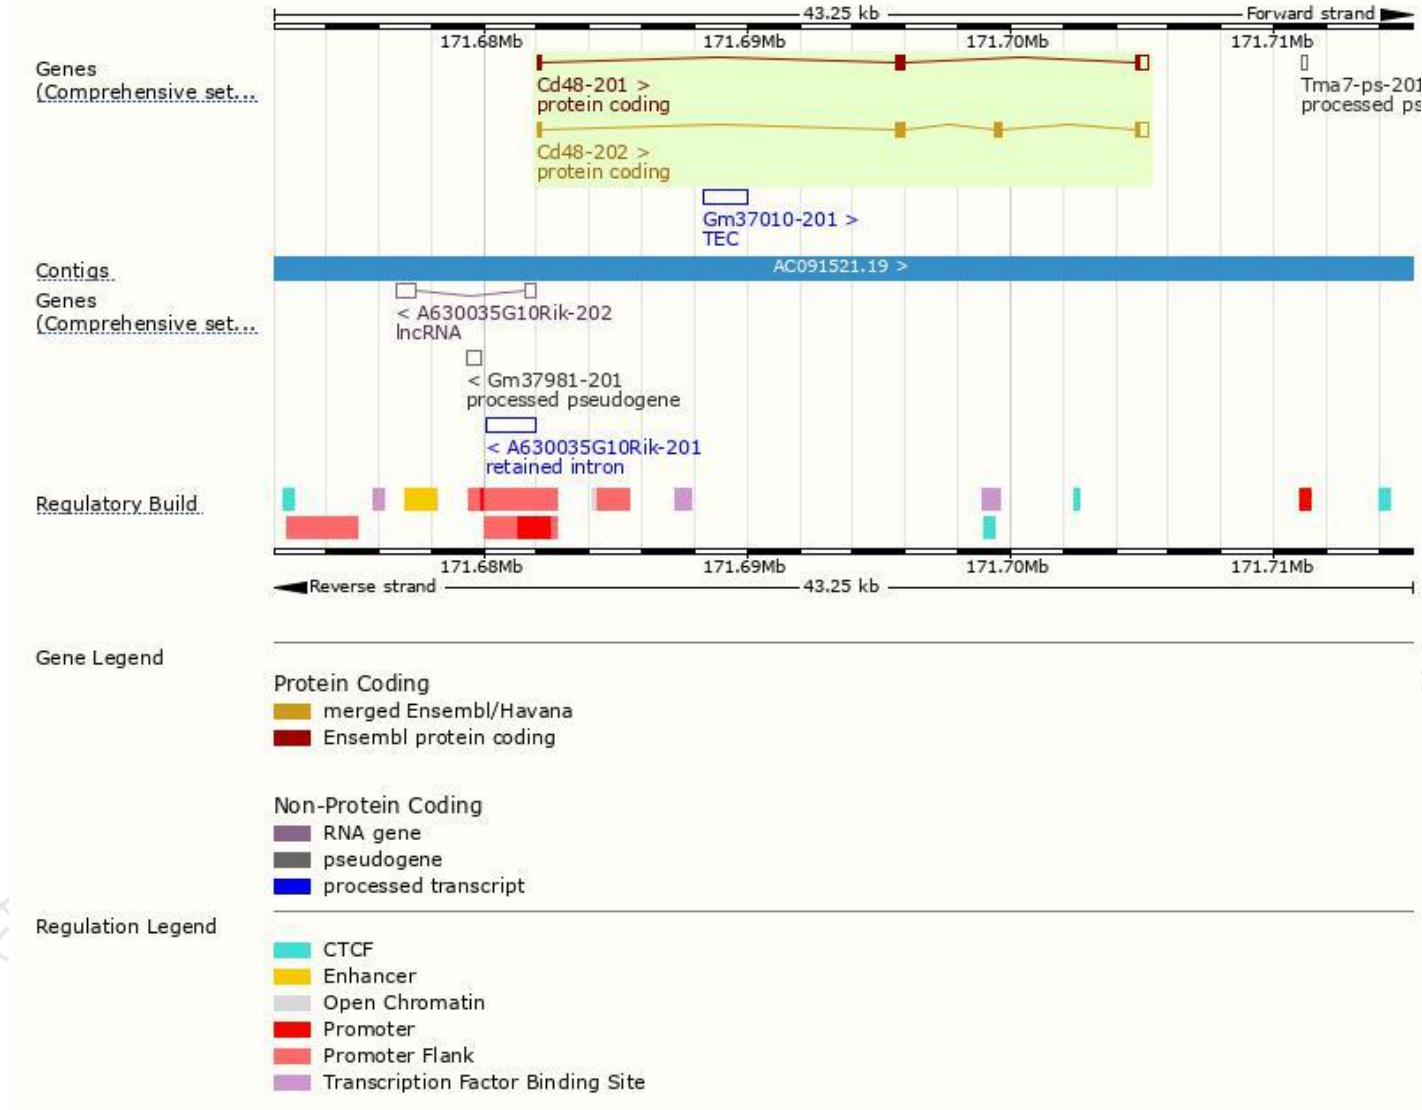 43.25 kb Forward strand
171.68Mb 171.69Mb 171.70Mb 171.71Mb
Genes
(Comprehensive set...
Cd48-201 >
protein coding
Tma7-ps-201
processed ps
Cd48-202 >
protein coding
Gm37010-201 >
TEC
Contigs
AC091521.19 >
Genes
(Comprehensive set...
< A630035G10Rik-202
lncRNA
< Gm37981-201
processed pseudogene
< A630035G10Rik-201
retained intron
Regulatory Build
171.68Mb 171.69Mb 171.70Mb 171.71Mb
Reverse strand 43.25 kb
Gene Legend
Protein Coding
merged Ensembl/Havana
Ensembl protein coding
Non-Protein Coding
RNA gene
pseudogene
processed transcript
Regulation Legend
CTCF
Enhancer
Open Chromatin
Promoter
Promoter Flank
Transcription Factor Binding Site